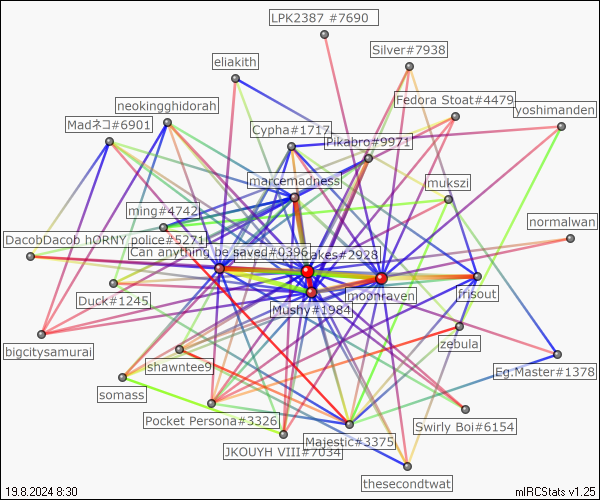 LPK2387 #7690
Silver#7938
eliakith
Fedora Stoat#4479
neokingghidorah
yoshimanden
Madネコ#6901
Cypha#1717
Pikabro#9971
marcemadness
mukszi
ming#4742
normalwan
DacobDacob hORNY police#5271
Can anything be saved#0396
akes#2928
Duck#1245
Mushy#1984
moonraven
frisout
bigcitysamurai
shawntee9
zebula
Eg.Master#1378
somass
Pocket Persona#3326
Majestic#3375
Swirly Boi#6154
JKOUYH VIII#7034
thesecondtwat
19.8.2024 8:30
mIRCStats v1.25